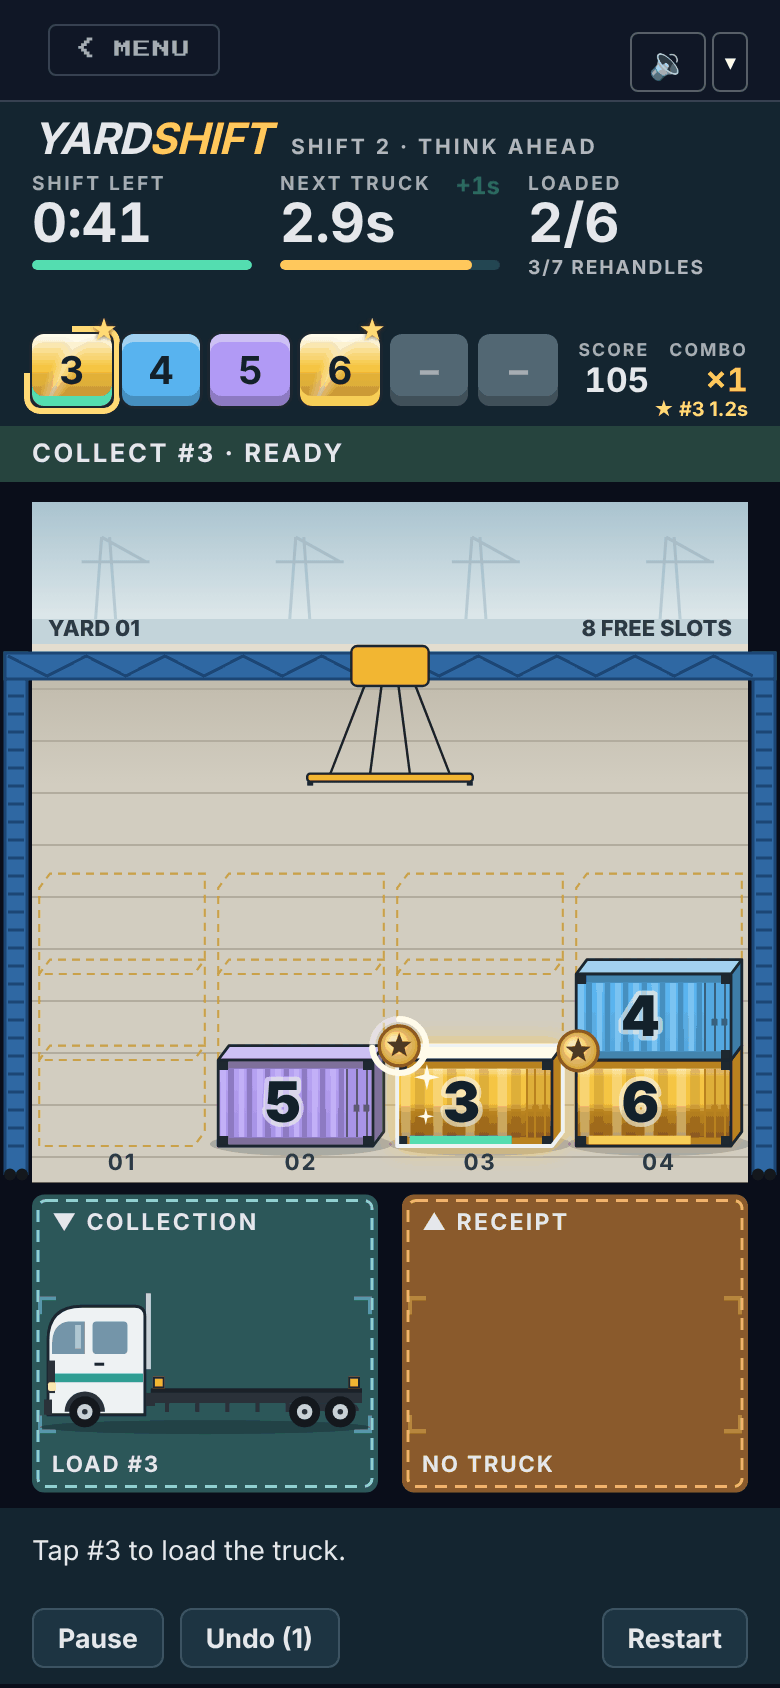 MENU
YARDSHIFT SHIFT 2 · THINK AHEAD
SHIFT LEFT NEXT TRUCK +1s LOADED
0:41 2.9s 2/6
3/7 REHANDLES
3 4 5 6 – –
SCORE COMBO
105 ×1
★ #3 1.2s
COLLECT #3 · READY
YARD 01 8 FREE SLOTS
4
5 3 6
01 02 03 04
▼ COLLECTION ▲ RECEIPT
LOAD #3 NO TRUCK
Tap #3 to load the truck.
Pause Undo (1) Restart